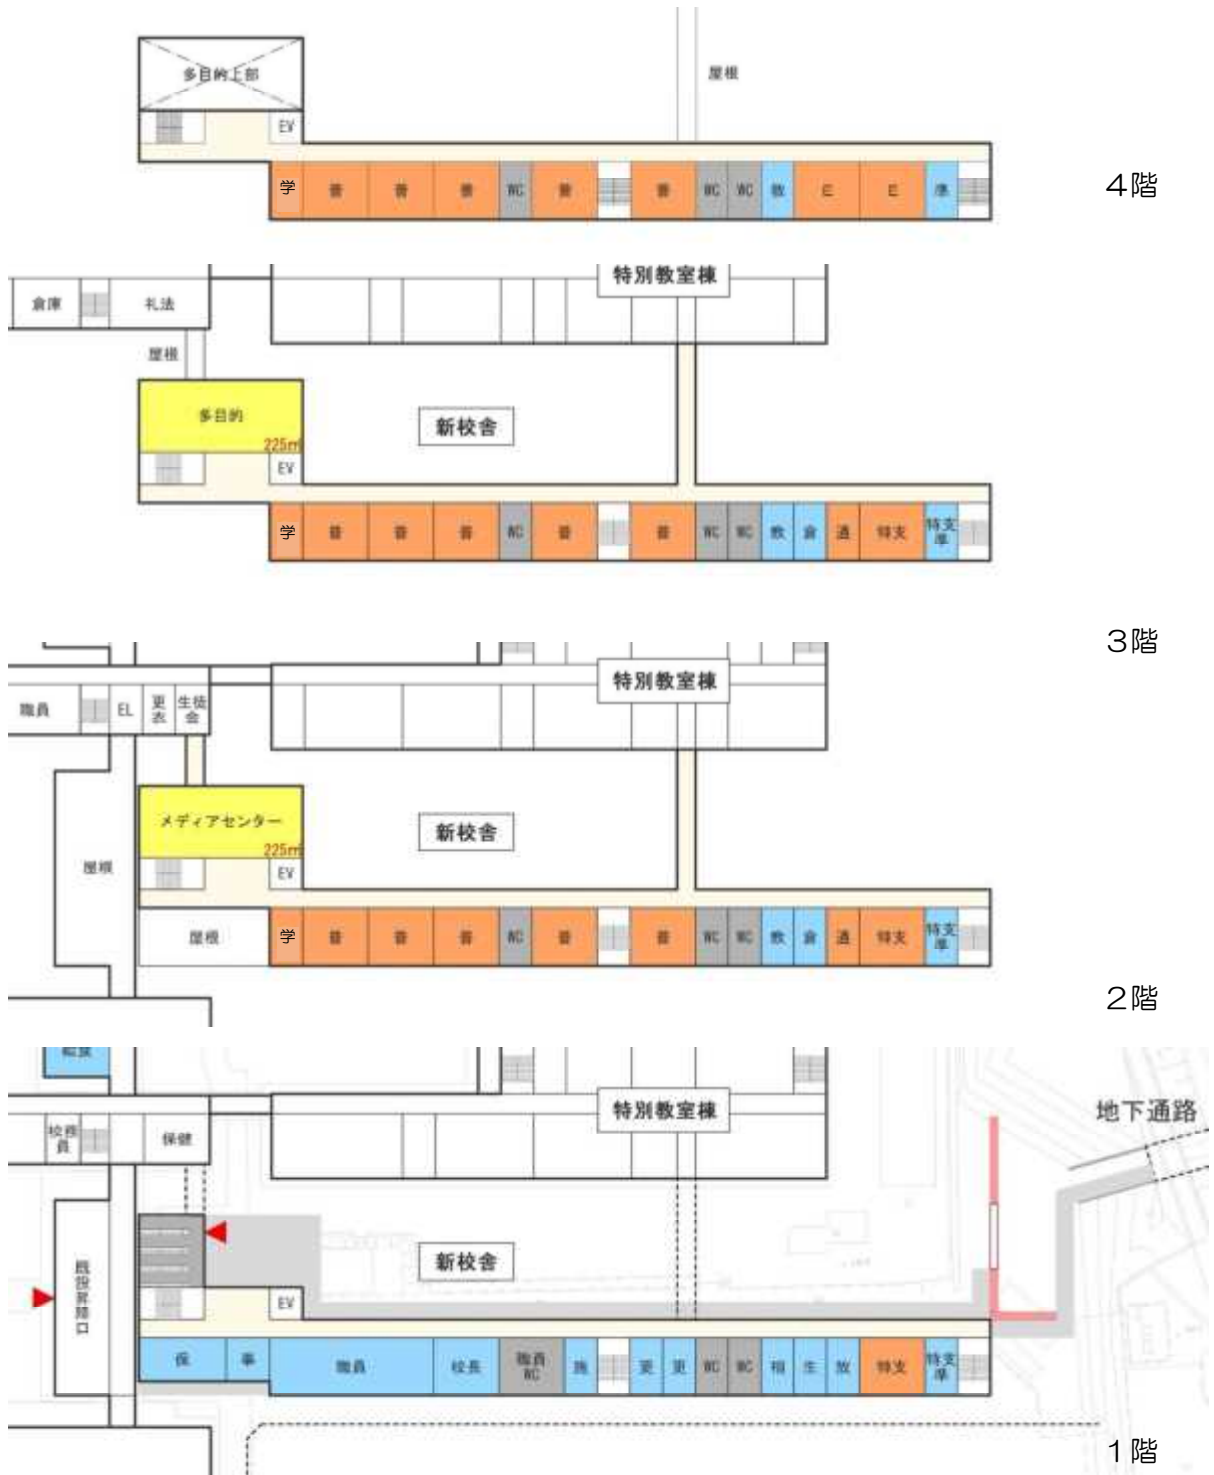 多目的上部
屋根
EV
学 普 普 普 WC 普 普 WC WC 教 E E 準
4階
特別教室棟
倉庫 礼法
屋根
多目的
225㎡
新校舎
EV
学 普 普 普 WC 普 普 WC WC 教 倉 通 特支 特支準
3階
特別教室棟
職員 EL 更衣 生徒会
メディアセンター
225㎡
新校舎
屋根
EV
屋根
学 普 普 普 WC 普 普 WC WC 教 倉 通 特支 特支準
2階
特別教室棟
地下通路
校務員 保健
新校舎
既設昇降口
EV
保 事 職員 校長 職員WC 施 更 更 WC WC 相 生 放 特支 特支準
1階